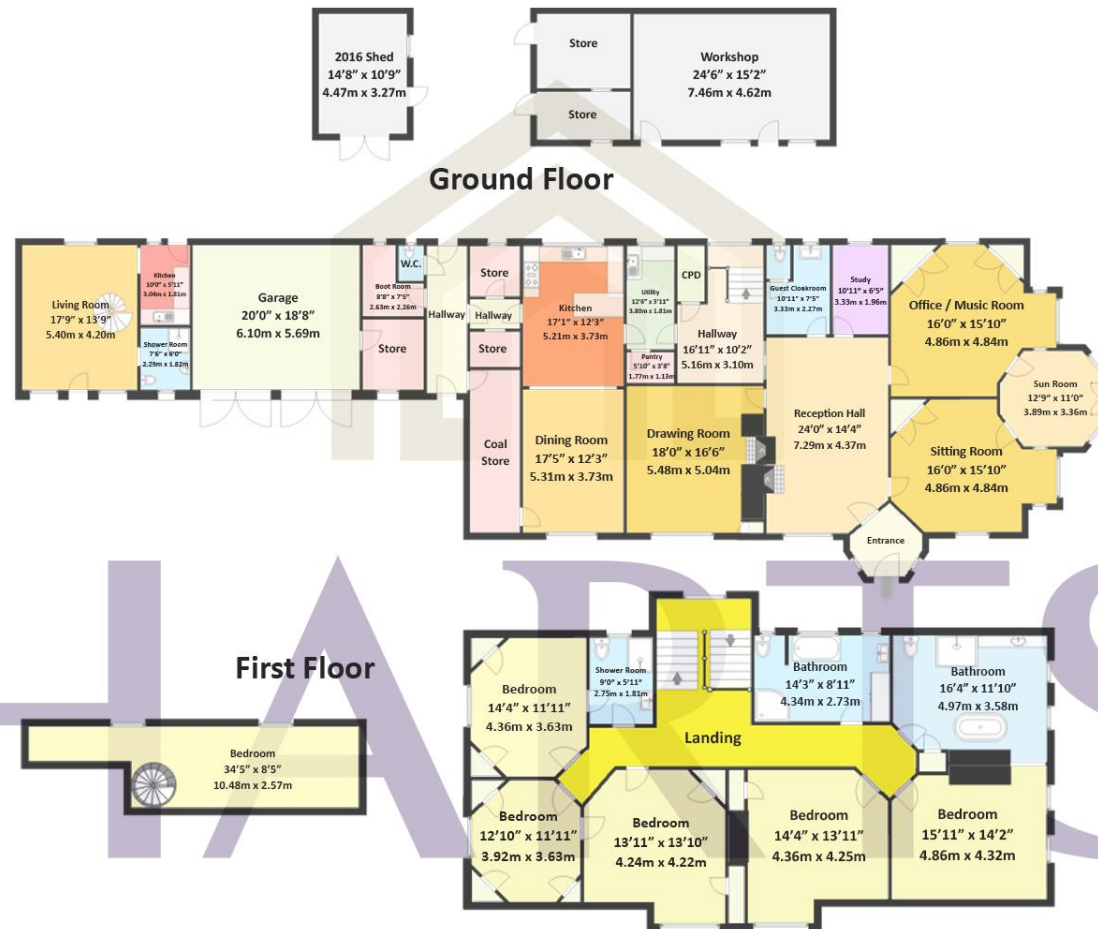 2016 Shed
14’8” x 10’9”
4.47m x 3.27m
Store
Store
Workshop
24’6” x 15’2”
7.46m x 4.62m
Ground Floor
Living Room
17’9” x 13’9”
5.40m x 4.20m
Kitchen
10’0” x 5’11”
3.04m x 1.81m
Shower Room
7’6” x 6’0”
2.29m x 1.82m
Garage
20’0” x 18’8”
6.10m x 5.69m
W.C.
Boot Room
8’8” x 7’5”
2.63m x 2.26m
Store
Hallway
Store
Hallway
Store
Coal
Store
Kitchen
17’1” x 12’3”
5.21m x 3.73m
Dining Room
17’5” x 12’3”
5.31m x 3.73m
Utility
12’6” x 5’11”
3.80m x 1.81m
Pantry
5’10” x 3’8”
1.77m x 1.13m
CPD
Hallway
16’11” x 10’2”
5.16m x 3.10m
Drawing Room
18’0” x 16’6”
5.48m x 5.04m
Guest Cloakroom
10’11” x 7’5”
3.33m x 2.27m
Study
10’11” x 6’5”
3.33m x 1.96m
Reception Hall
24’0” x 14’4”
7.29m x 4.37m
Office / Music Room
16’0” x 15’10”
4.86m x 4.84m
Sun Room
12’9” x 11’0”
3.89m x 3.36m
Sitting Room
16’0” x 15’10”
4.86m x 4.84m
Entrance
HARTS
First Floor
Bedroom
34’5” x 8’5”
10.48m x 2.57m
Bedroom
14’4” x 11’11”
4.36m x 3.63m
Shower Room
9’0” x 5’11”
2.75m x 1.81m
Landing
Bathroom
14’3” x 8’11”
4.34m x 2.73m
Bathroom
16’4” x 11’10”
4.97m x 3.58m
Bedroom
12’10” x 11’11”
3.92m x 3.63m
Bedroom
13’11” x 13’10”
4.24m x 4.22m
Bedroom
14’4” x 13’11”
4.36m x 4.25m
Bedroom
15’11” x 14’2”
4.86m x 4.32m